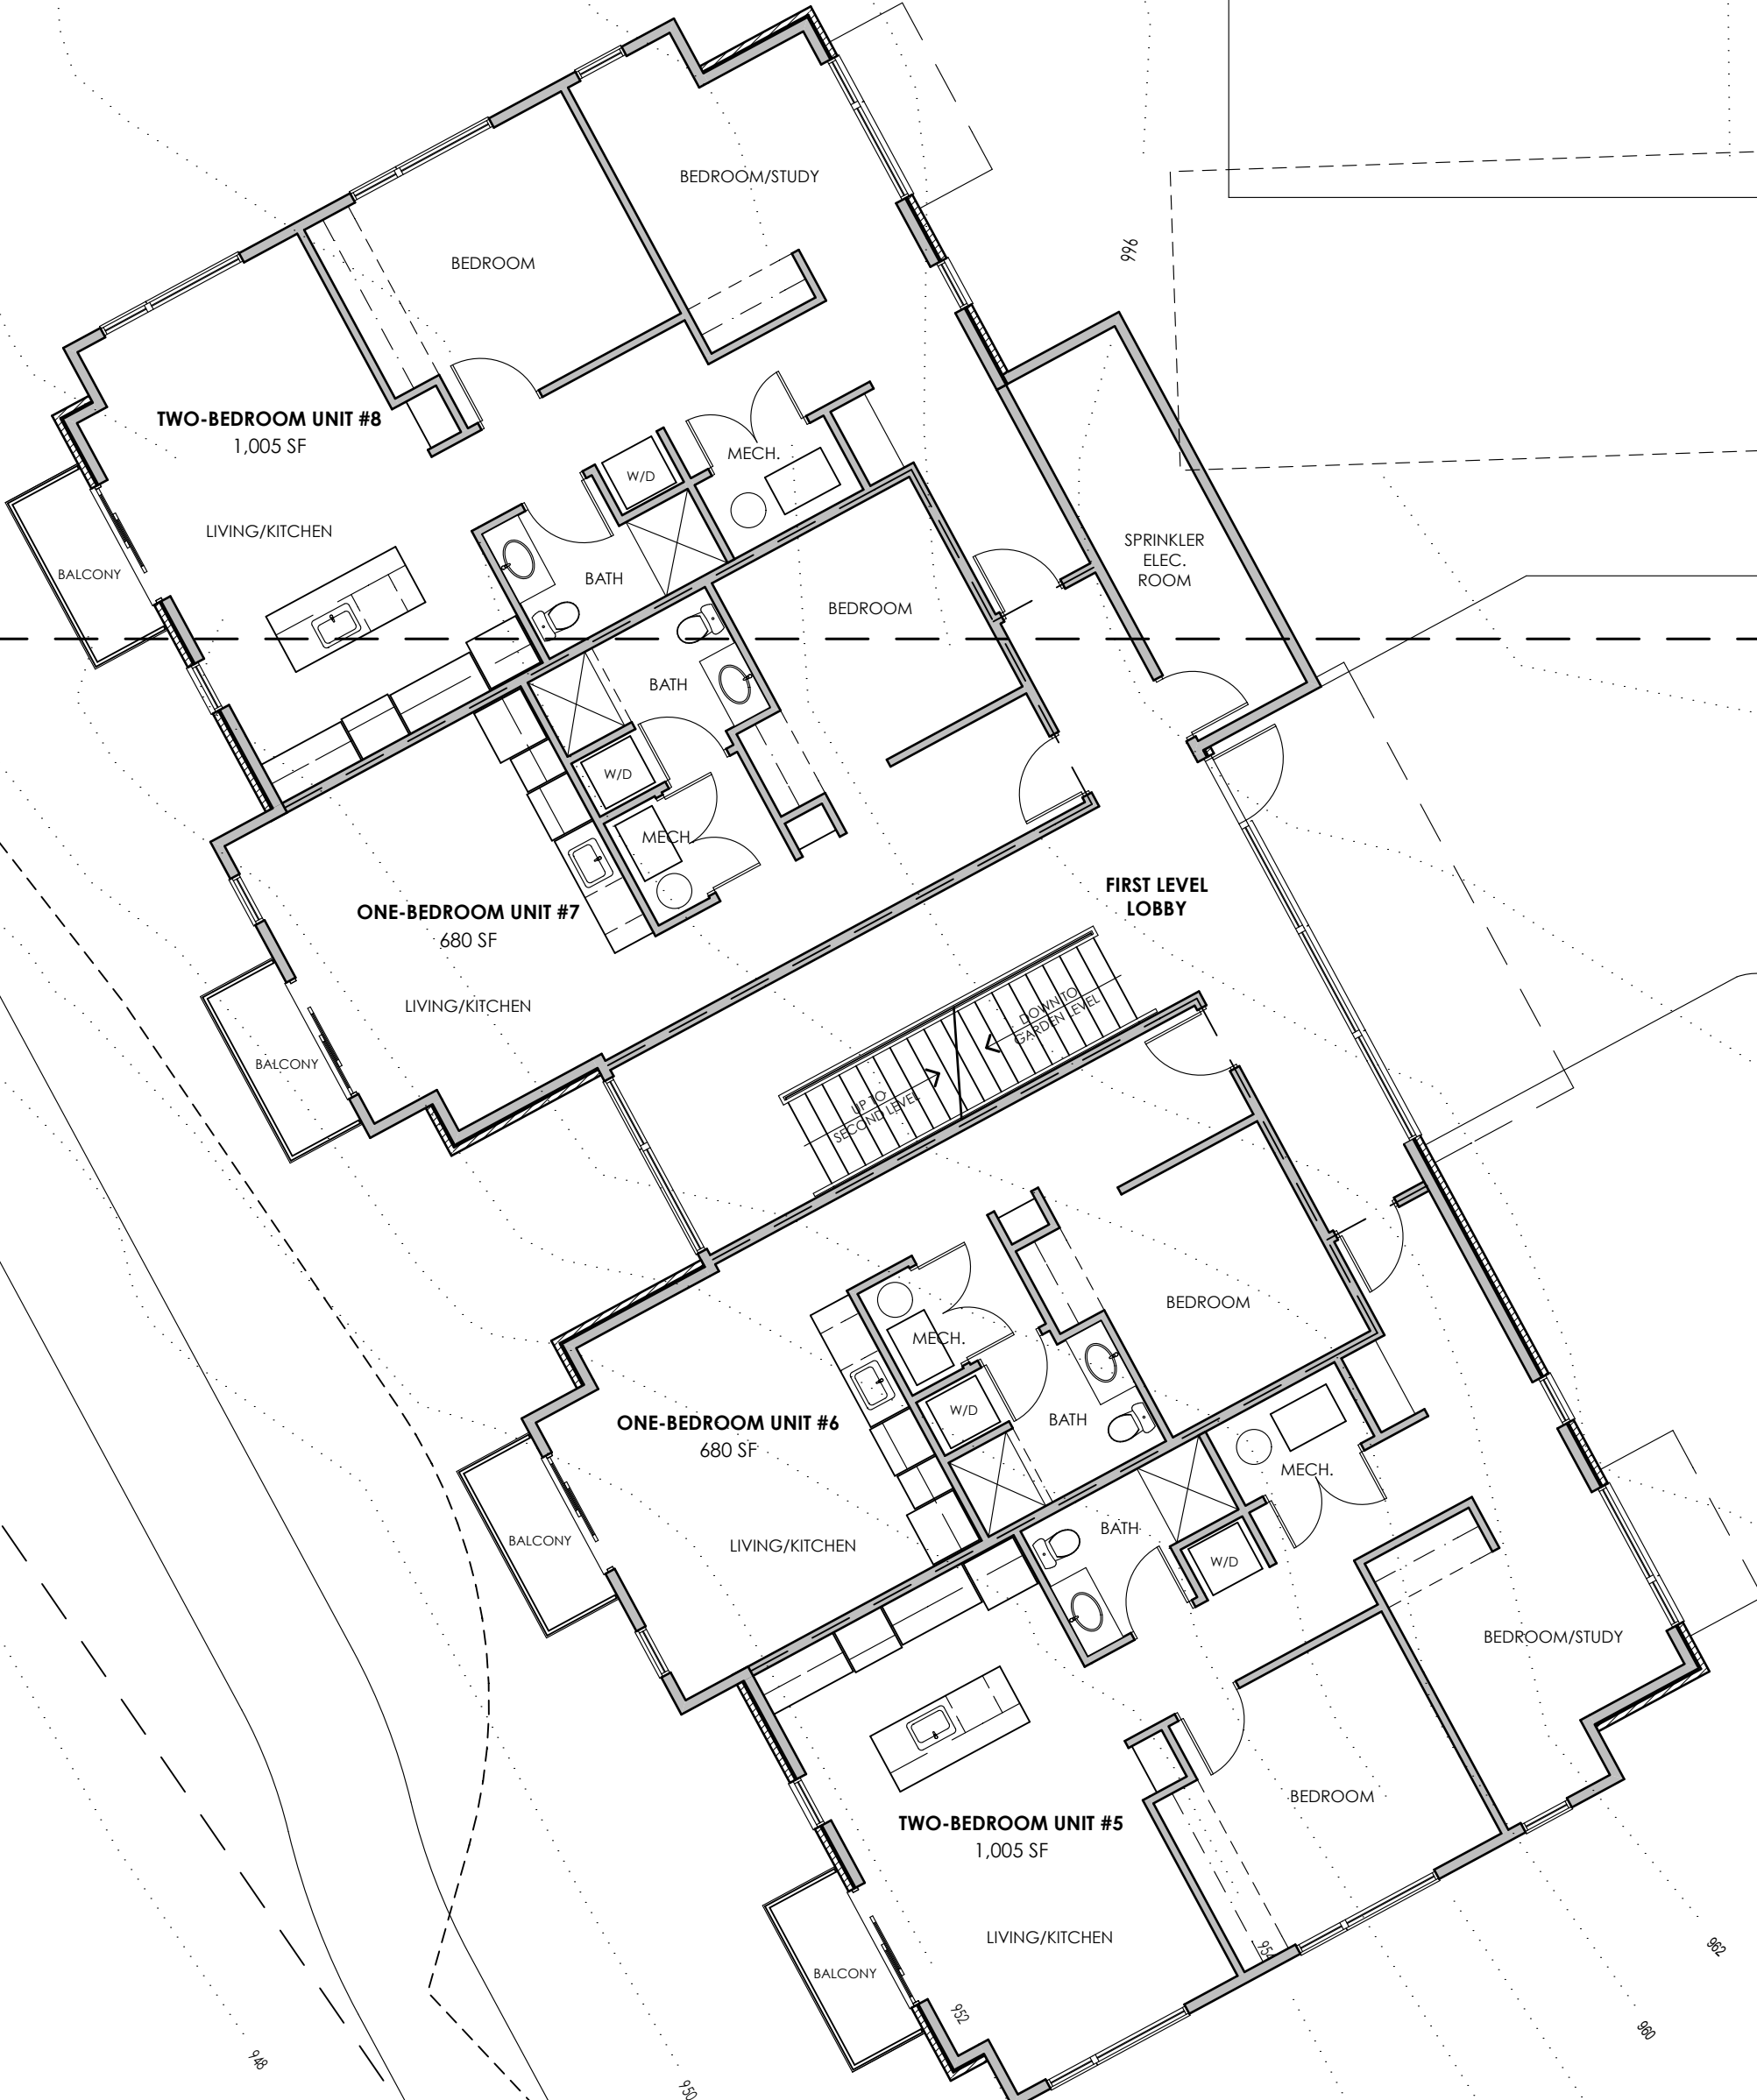 BEDROOM/STUDY
BEDROOM
996
TWO-BEDROOM UNIT #8
1,005 SF
MECH.
W/D
LIVING/KITCHEN
SPRINKLER
ELEC.
ROOM
BALCONY
BATH
BEDROOM
BATH
W/D
MECH.
FIRST LEVEL
LOBBY
ONE-BEDROOM UNIT #7
680 SF
LIVING/KITCHEN
DOWN TO
GARDEN LEVEL
BALCONY
UP TO
SECOND LEVEL
BEDROOM
MECH.
W/D
BATH
ONE-BEDROOM UNIT #6
680 SF
MECH.
BATH
BALCONY
LIVING/KITCHEN
W/D
BEDROOM/STUDY
BEDROOM
TWO-BEDROOM UNIT #5
1,005 SF
LIVING/KITCHEN
954
962
BALCONY
952
960
948
950